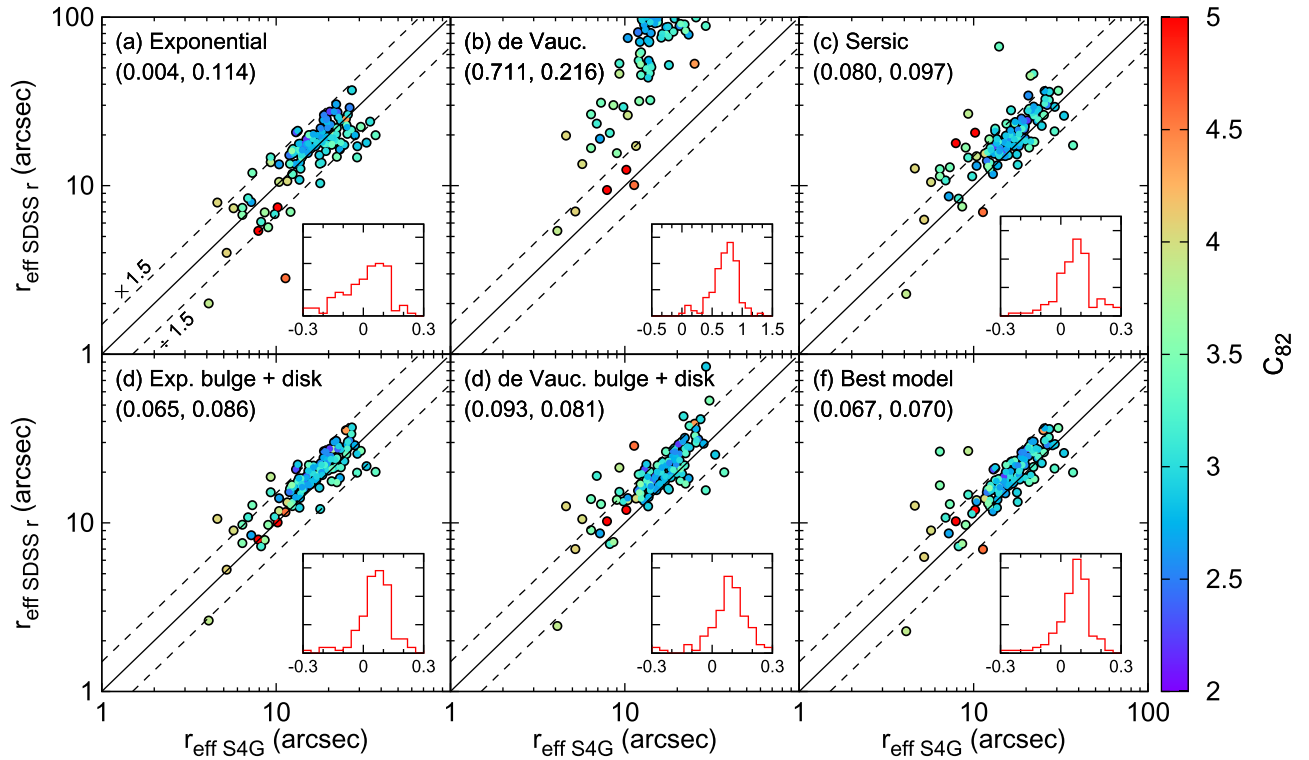 (a) Exponential
(0.004, 0.114)
(b) de Vauc.
(0.711, 0.216)
(c) Sersic
(0.080, 0.097)
100
10
1
r_eff SDSS r (arcsec)
× 1.5
÷ 1.5
-0.3 0 0.3
-0.5 0 0.5 1 1.5
-0.3 0 0.3
(d) Exp. bulge + disk
(0.065, 0.086)
(d) de Vauc. bulge + disk
(0.093, 0.081)
(f) Best model
(0.067, 0.070)
10
1
r_eff SDSS r (arcsec)
-0.3 0 0.3
-0.3 0 0.3
-0.3 0 0.3
1 10 1 10 1 10 100
r_eff S4G (arcsec)
r_eff S4G (arcsec)
r_eff S4G (arcsec)
5
4.5
4
3.5
3
2.5
2
C_82